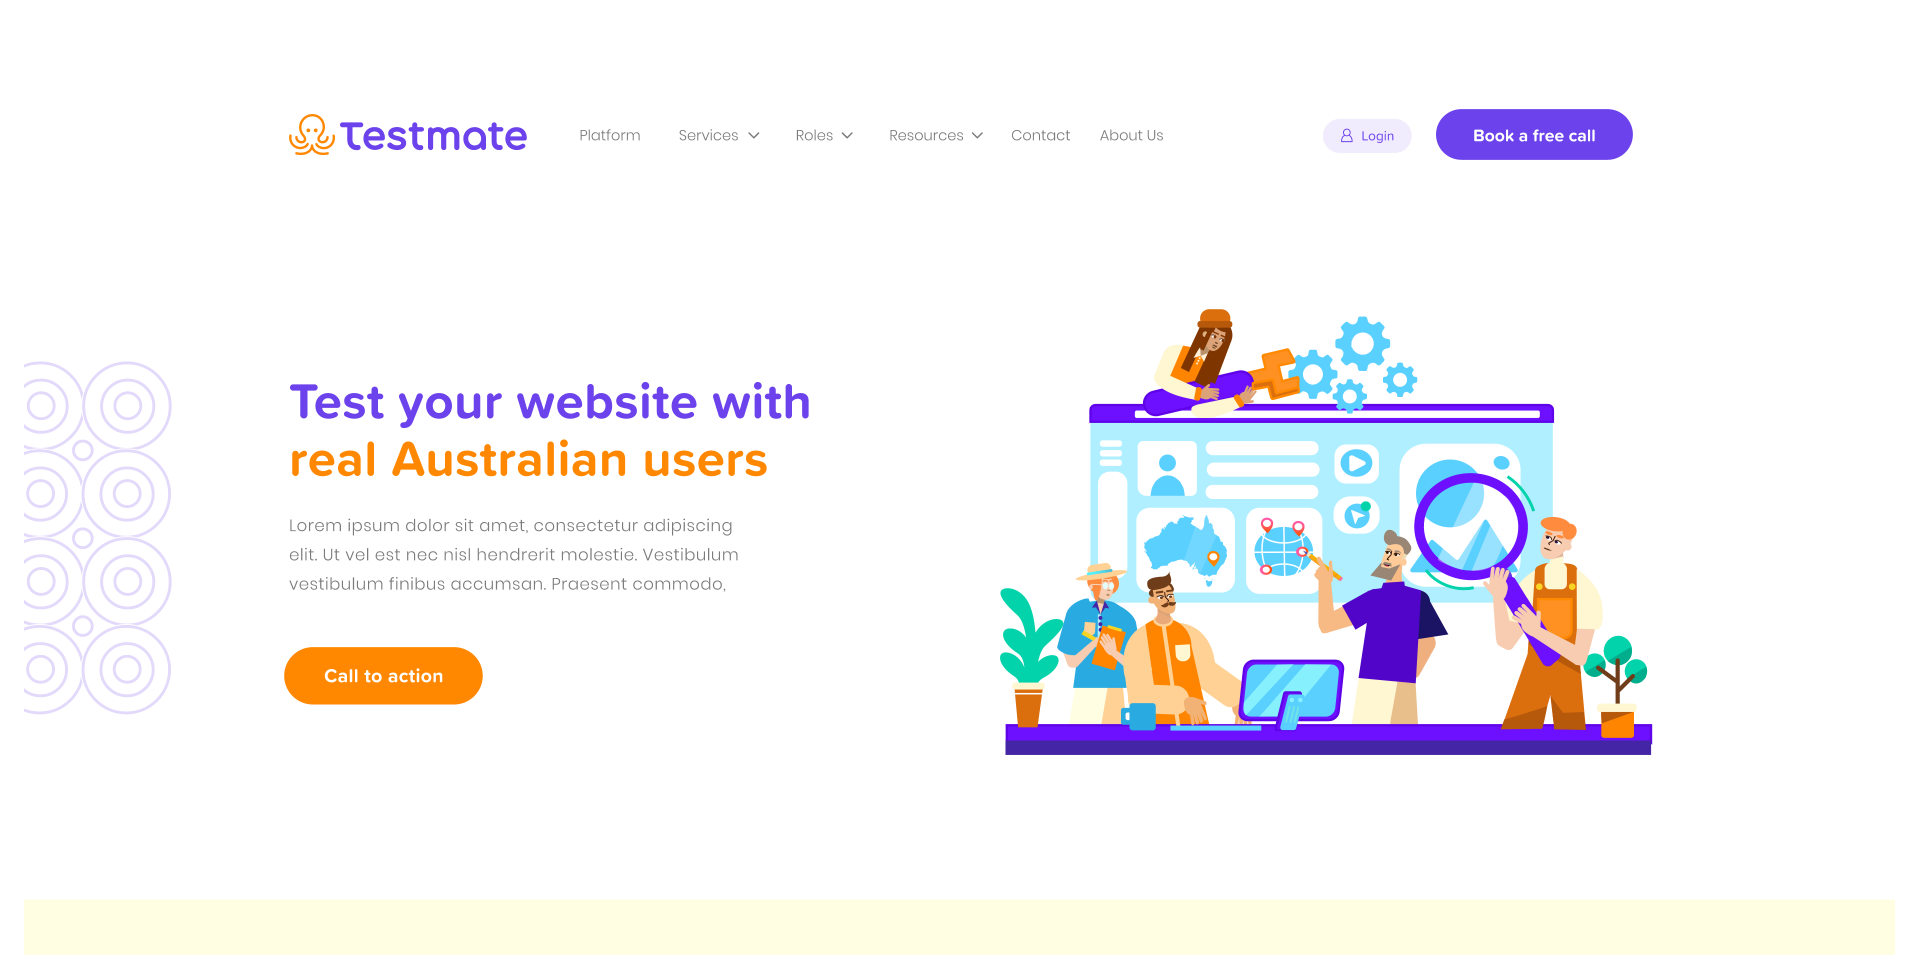 Testmate
Platform
Services
Roles
Resources
Contact
About Us
Login
Book a free call
Test your website with
real Australian users
Lorem ipsum dolor sit amet, consectetur adipiscing
elit. Ut vel est nec nisl hendrerit molestie. Vestibulum
vestibulum finibus accumsan. Praesent commodo,
Call to action